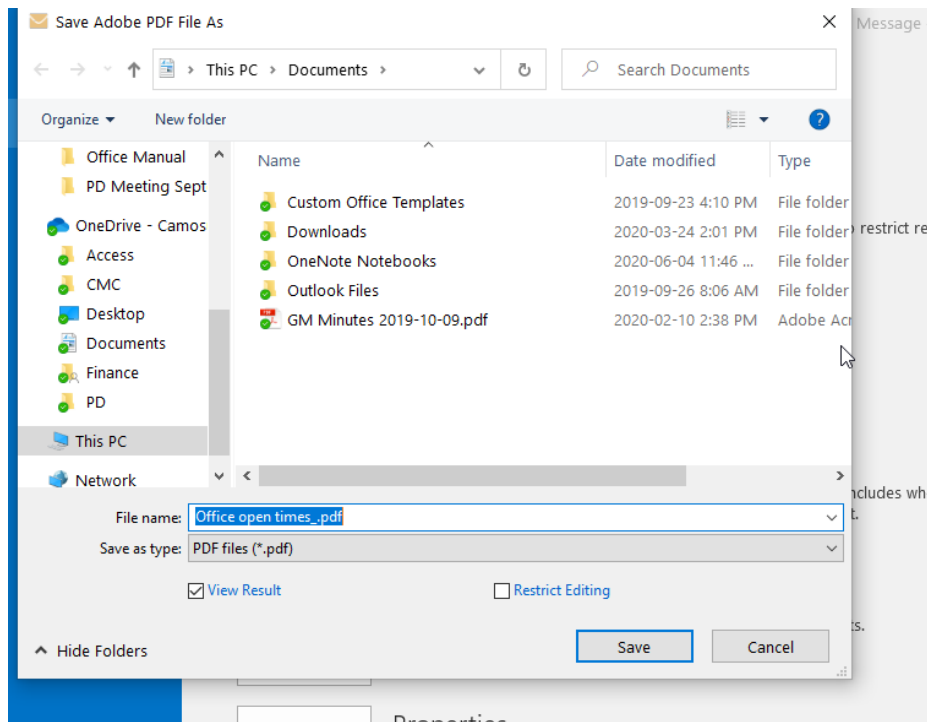 Save Adobe PDF File As
Message
This PC > Documents >
Search Documents
Organize
New folder
Office Manual
PD Meeting Sept
OneDrive - Camos
Access
CMC
Desktop
Documents
Finance
PD
This PC
Network
Name Date modified Type
Custom Office Templates 2019-09-23 4:10 PM File folder
Downloads 2020-03-24 2:01 PM File folder
OneNote Notebooks 2020-06-04 11:46 ... File folder
Outlook Files 2019-09-26 8:06 AM File folder
GM Minutes 2019-10-09.pdf 2020-02-10 2:38 PM Adobe Acr
restrict re
ncludes wh
t.
File name: Office open times_.pdf
Save as type: PDF files (*.pdf)
View Result
Restrict Editing
ts.
Hide Folders
Save
Cancel